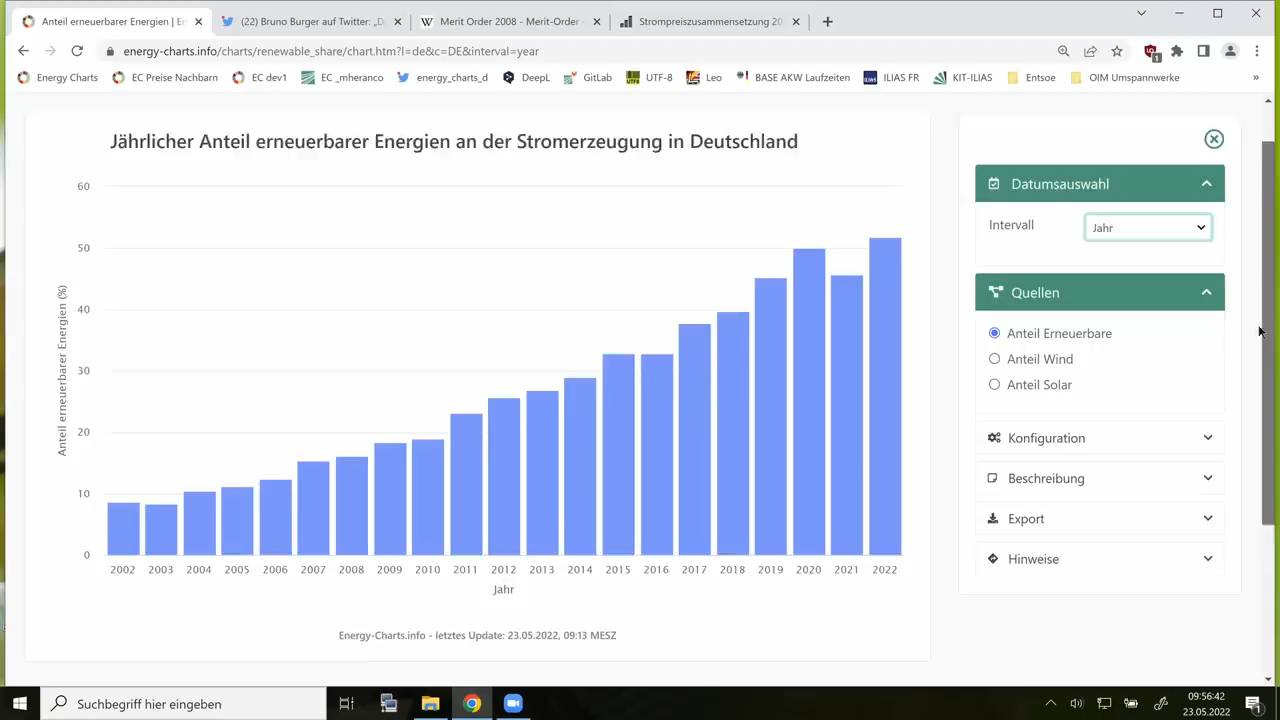 Anteil erneuerbarer Energien | En
(22) Bruno Burger auf Twitter: „D
Merit Order 2008 - Merit-Order -
Strompreiszusammensetzung 20
energy-charts.info/charts/renewable_share/chart.htm?l=de&c=DE&interval=year
Energy Charts
EC Preise Nachbarn
EC dev1
EC _mheranco
energy_charts_d
DeepL
GitLab
UTF-8
Leo
BASE AKW Laufzeiten
ILIAS FR
KIT-ILIAS
Entsoe
OIM Umspannwerke
»
Jährlicher Anteil erneuerbarer Energien an der Stromerzeugung in Deutschland
Anteil erneuerbarer Energien (%)
60
50
40
30
20
10
0
2002 2003 2004 2005 2006 2007 2008 2009 2010 2011 2012 2013 2014 2015 2016 2017 2018 2019 2020 2021 2022
Jahr
Energy-Charts.info - letztes Update: 23.05.2022, 09:13 MESZ
Datumsauswahl
Intervall
Jahr
Quellen
Anteil Erneuerbare
Anteil Wind
Anteil Solar
Konfiguration
Beschreibung
Export
Hinweise
Suchbegriff hier eingeben
09:56:42
23.05.2022